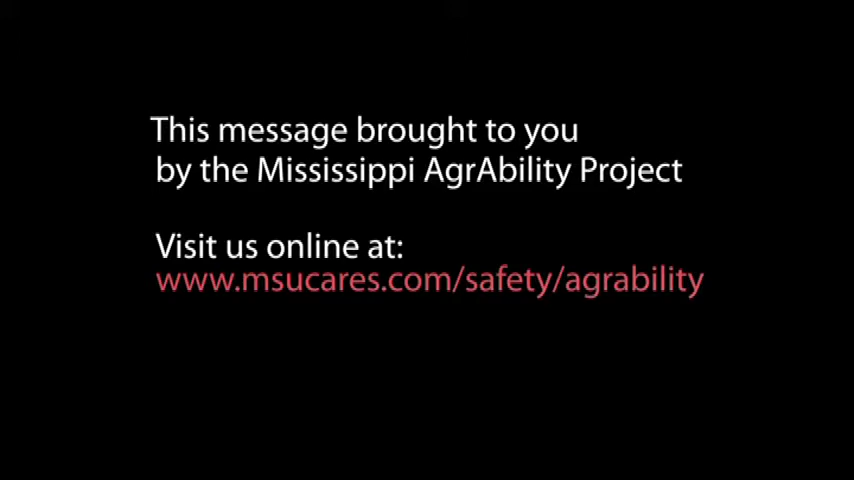 This message brought to you
by the Mississippi AgrAbility Project
Visit us online at:
www.msucares.com/safety/agrability